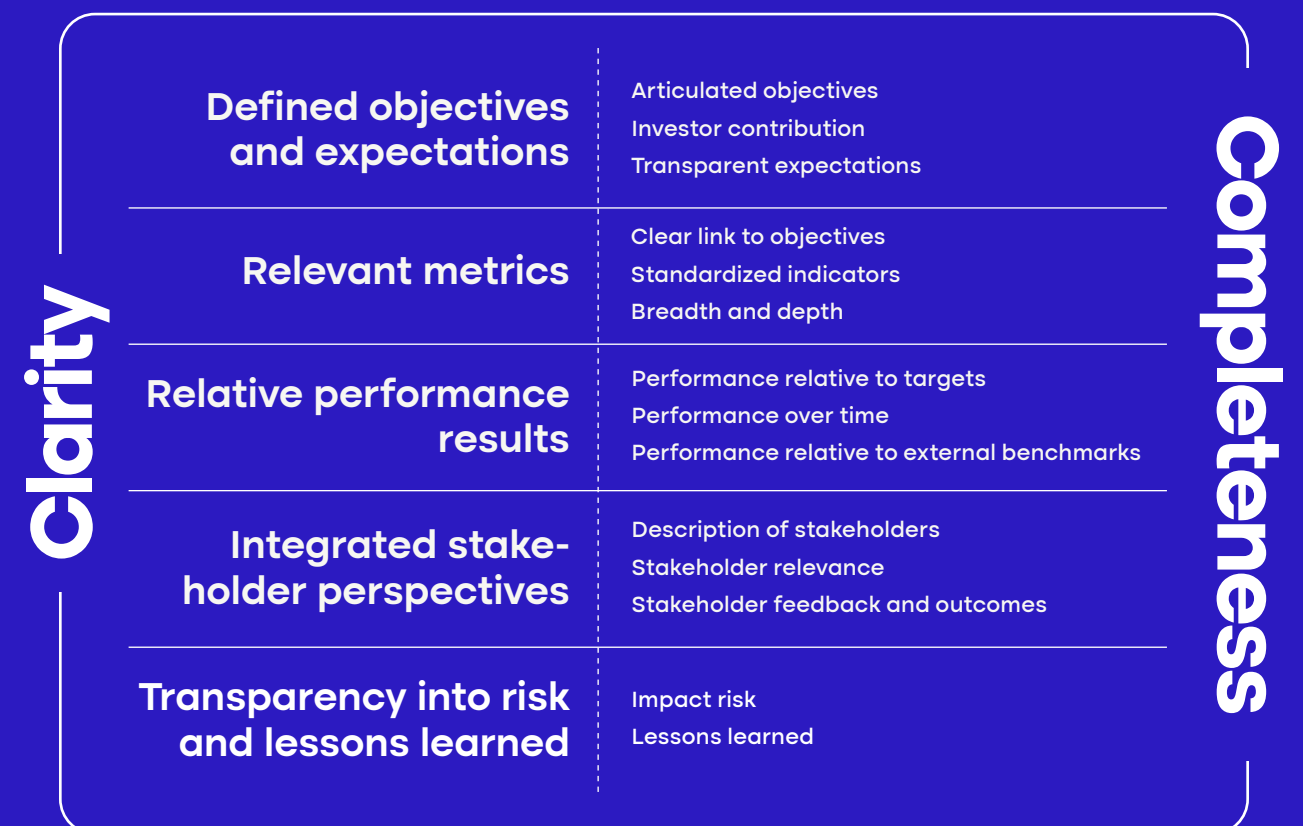 Clarity
Defined objectives
and expectations
Articulated objectives
Investor contribution
Transparent expectations
Relevant metrics
Clear link to objectives
Standardized indicators
Breadth and depth
Relative performance
results
Performance relative to targets
Performance over time
Performance relative to external benchmarks
Integrated stake-
holder perspectives
Description of stakeholders
Stakeholder relevance
Stakeholder feedback and outcomes
Transparency into risk
and lessons learned
Impact risk
Lessons learned
Completeness